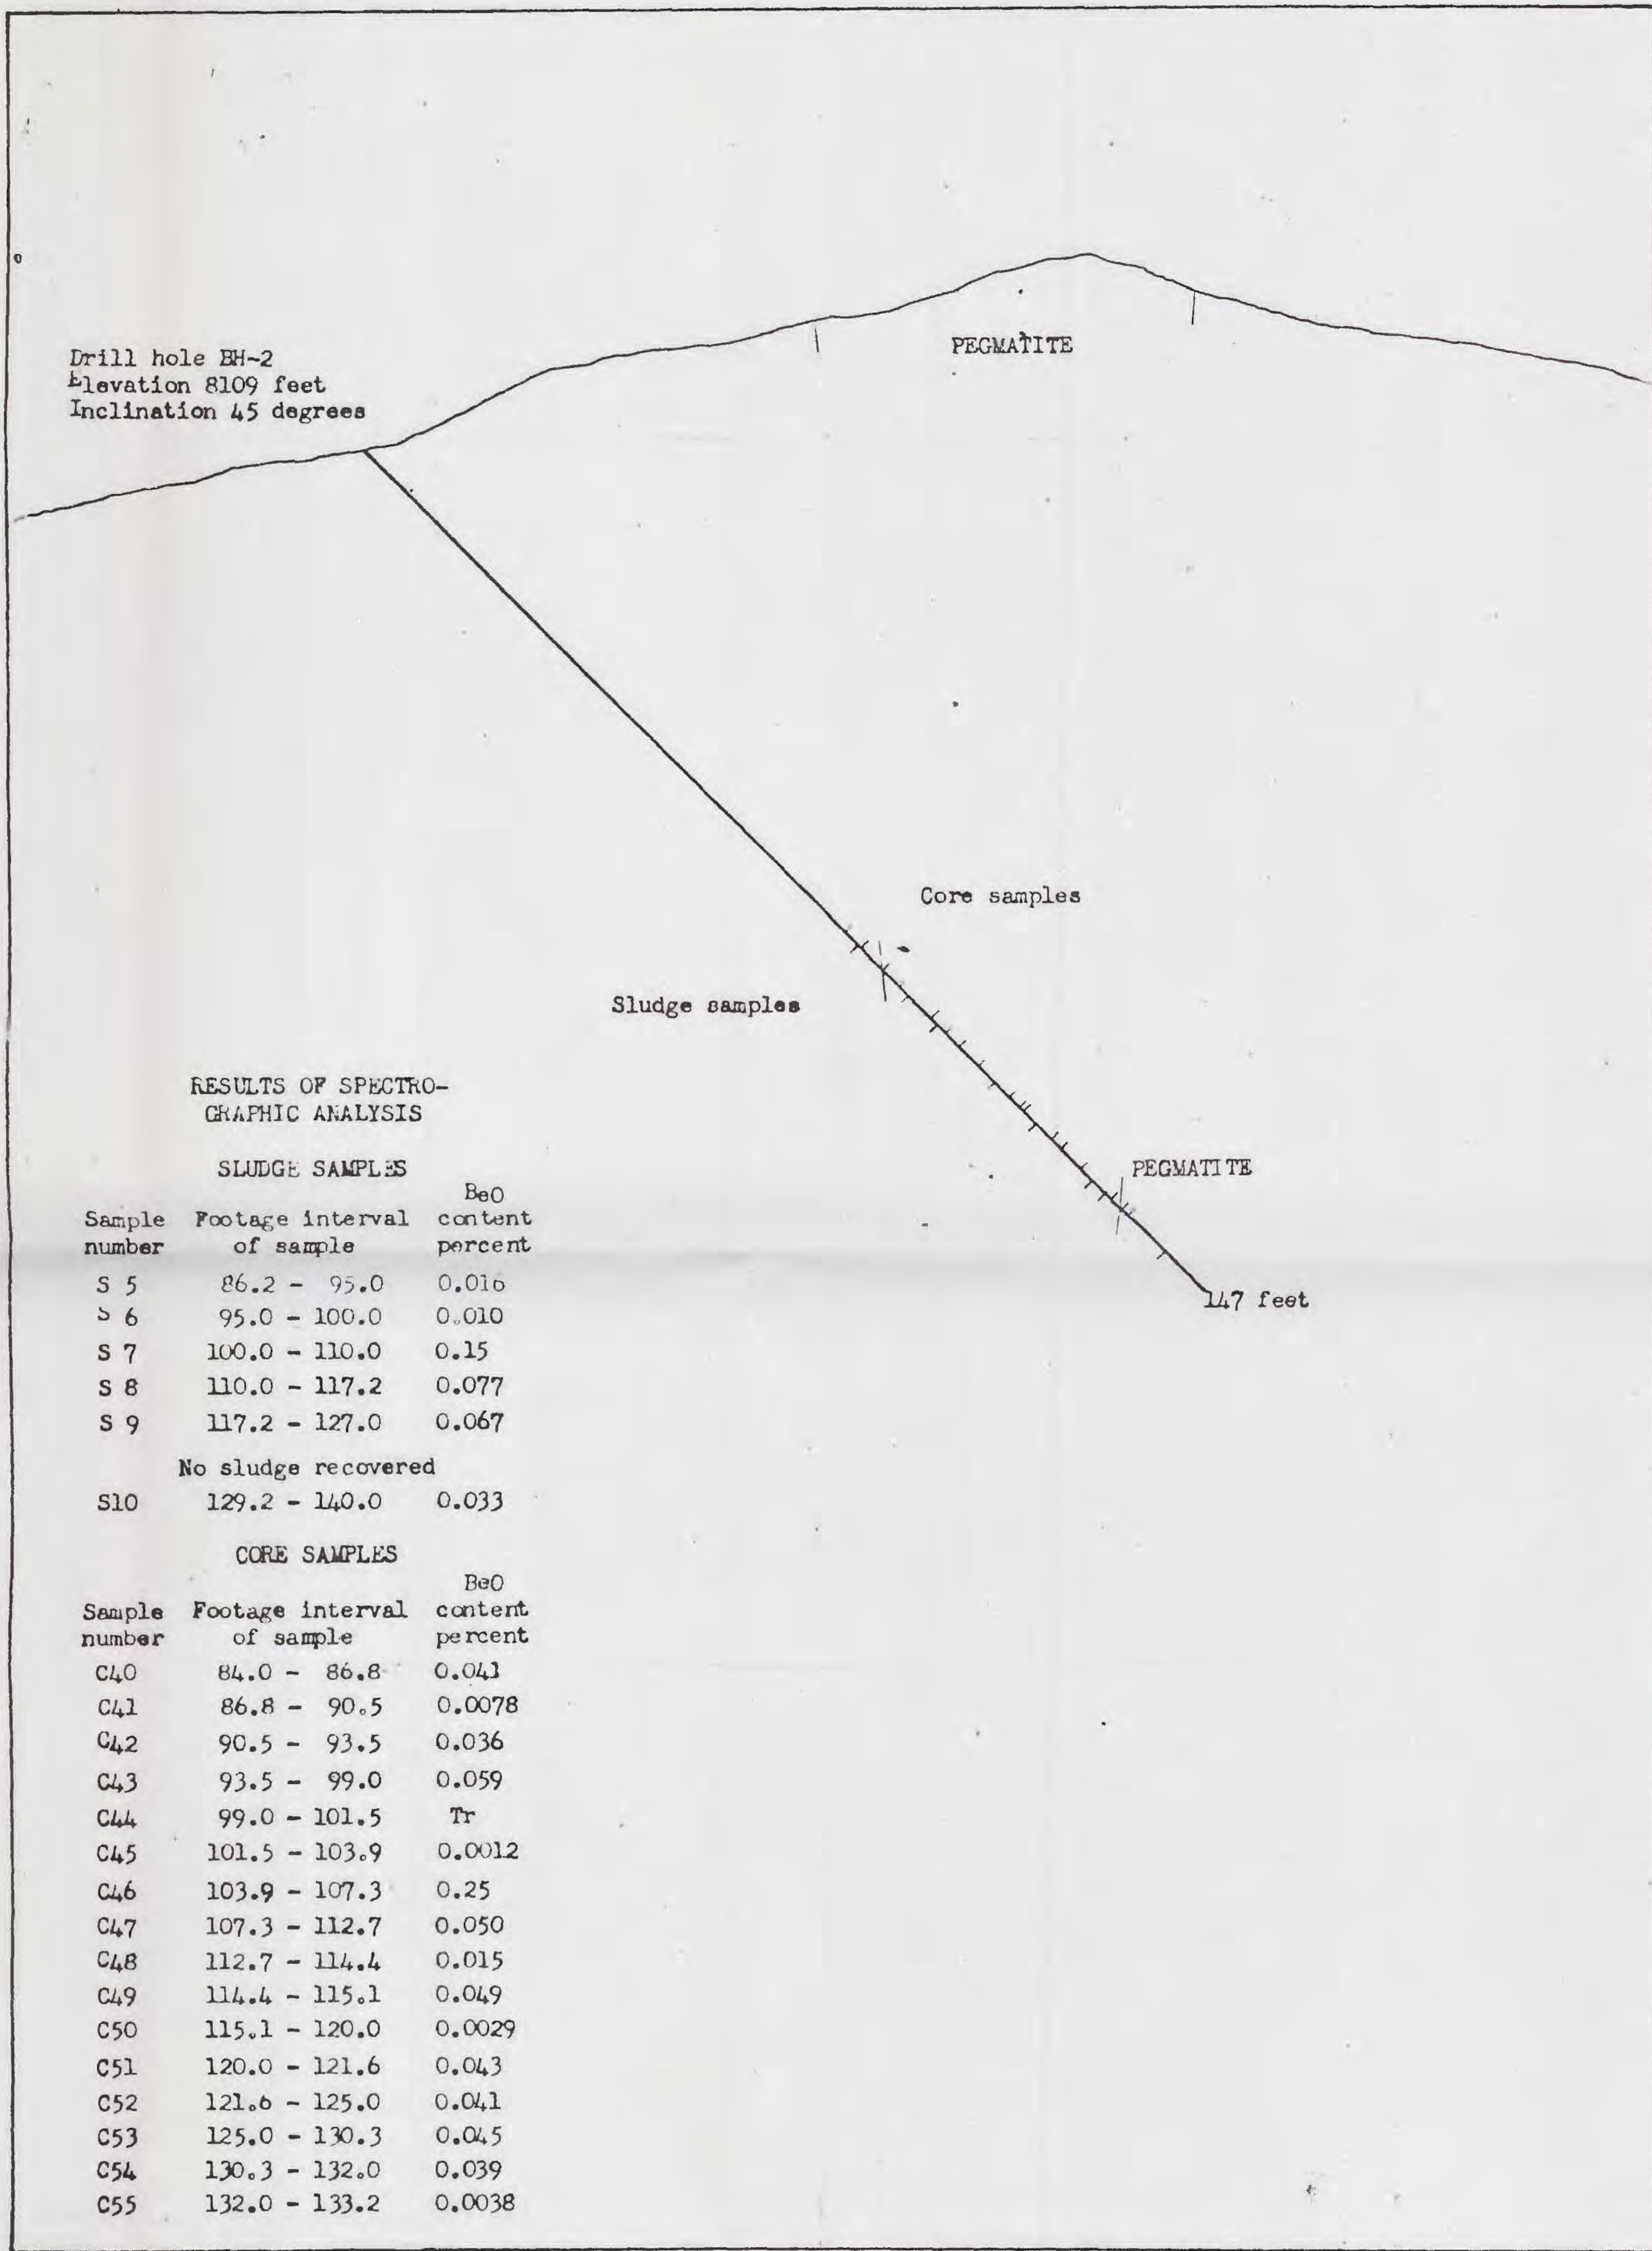 Drill hole BH-2
Elevation 8109 feet
Inclination 45 degrees
PEGMATITE
Core samples
Sludge samples
PEGMATITE
147 feet
RESULTS OF SPECTRO-
GRAPHIC ANALYSIS
SLUDGE SAMPLES
BeO
Sample Footage interval content
number of sample percent
S 5 86.2 - 95.0 0.016
S 6 95.0 - 100.0 0.010
S 7 100.0 - 110.0 0.15
S 8 110.0 - 117.2 0.077
S 9 117.2 - 127.0 0.067
No sludge recovered
S10 129.2 - 140.0 0.033
CORE SAMPLES
BeO
Sample Footage interval content
number of sample percent
C40 84.0 - 86.8 0.041
C41 86.8 - 90.5 0.0078
C42 90.5 - 93.5 0.036
C43 93.5 - 99.0 0.059
C44 99.0 - 101.5 Tr
C45 101.5 - 103.9 0.0012
C46 103.9 - 107.3 0.25
C47 107.3 - 112.7 0.050
C48 112.7 - 114.4 0.015
C49 114.4 - 115.1 0.049
C50 115.1 - 120.0 0.0029
C51 120.0 - 121.6 0.043
C52 121.6 - 125.0 0.041
C53 125.0 - 130.3 0.045
C54 130.3 - 132.0 0.039
C55 132.0 - 133.2 0.0038